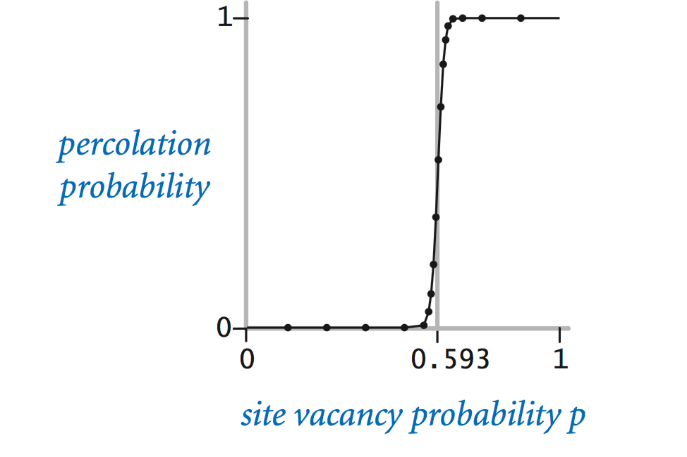 1
percolation
probability
0
0 0.593 1
site vacancy probability p